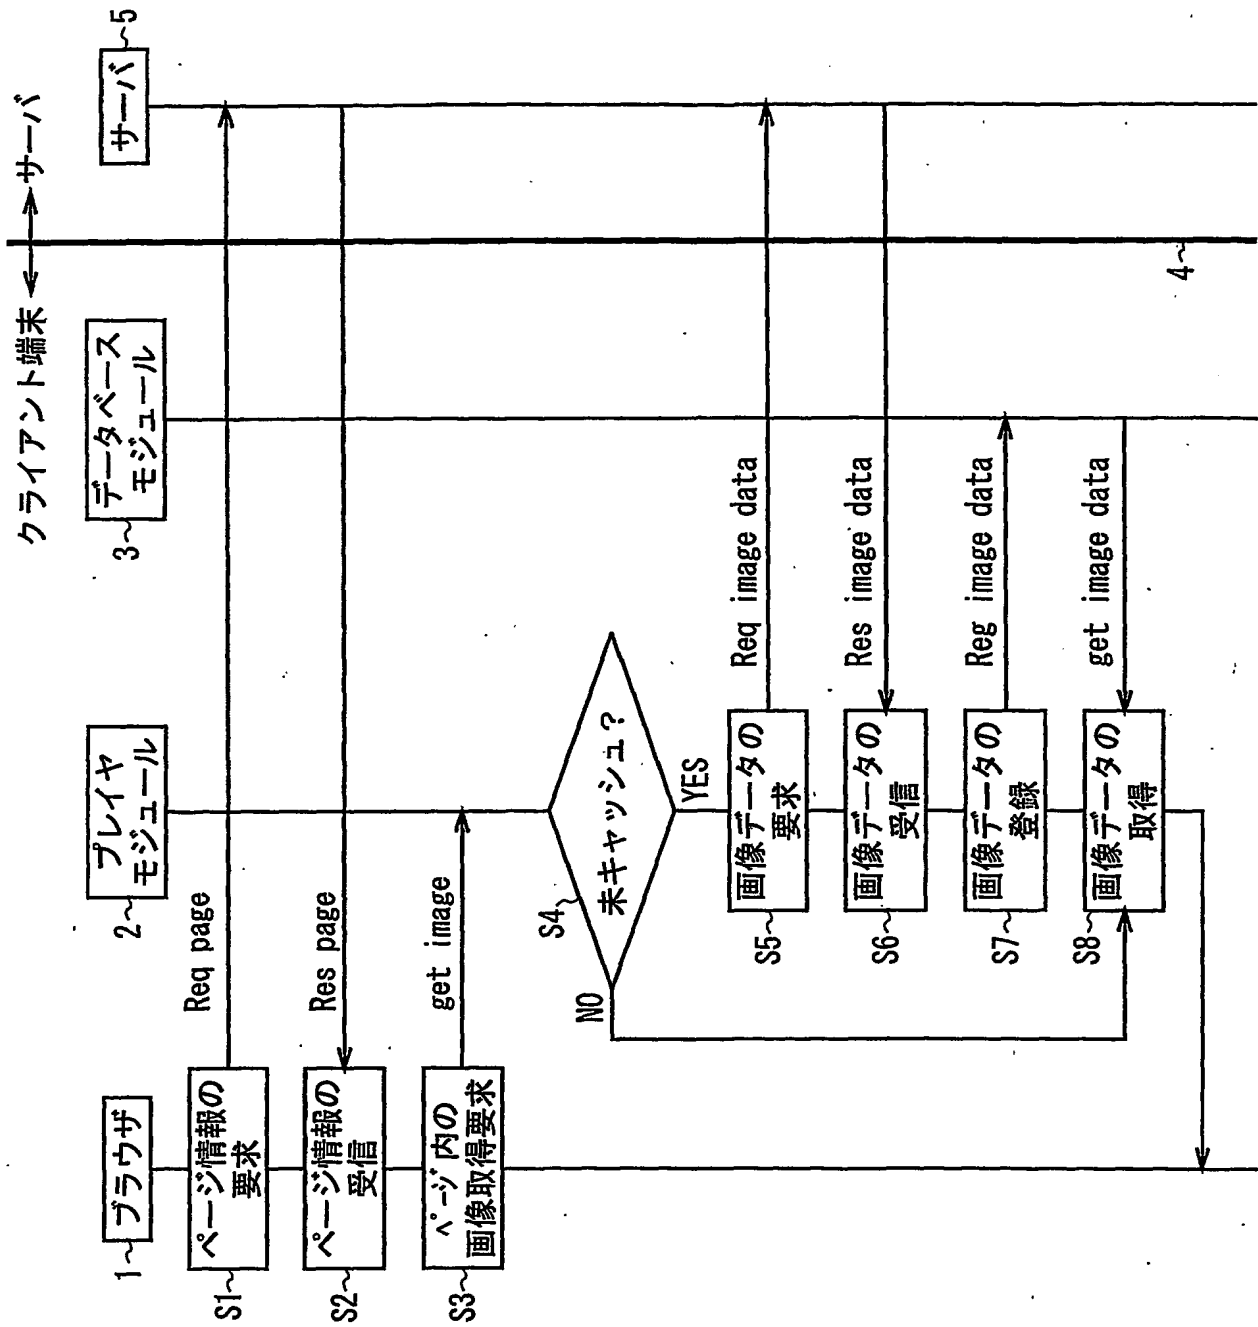 クライアント端末
サーバ
1
ブラウザ
2
プレイヤ
モジュール
3
データベース
モジュール
サーバ
5
S1
ページ情報の
要求
Req page
S2
ページ情報の
受信
Res page
S3
ページ内の
画像取得要求
get image
S4
未キャッシュ？
NO
YES
S5
画像データの
要求
Req image data
S6
画像データの
受信
Res image data
S7
画像データの
登録
Reg image data
S8
画像データの
取得
get image data
4